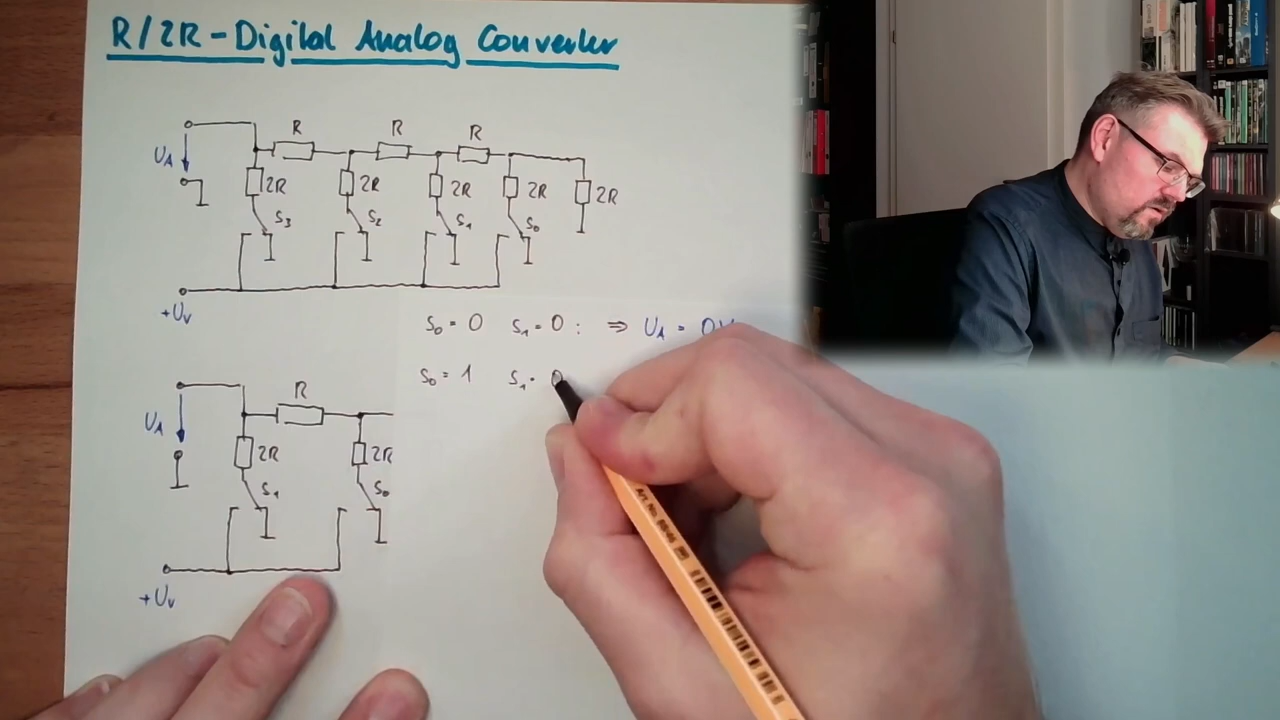 R/2R - Digital Analog Converter
R R R
U_A
2R 2R 2R 2R 2R
S_3 S_2 S_1 S_0
+U_V
S_0 = 0 S_1 = 0 : ⇒ U_A = 0V
S_0 = 1 S_1 = 0
R
U_A
2R 2R
S_1 S_0
+U_V